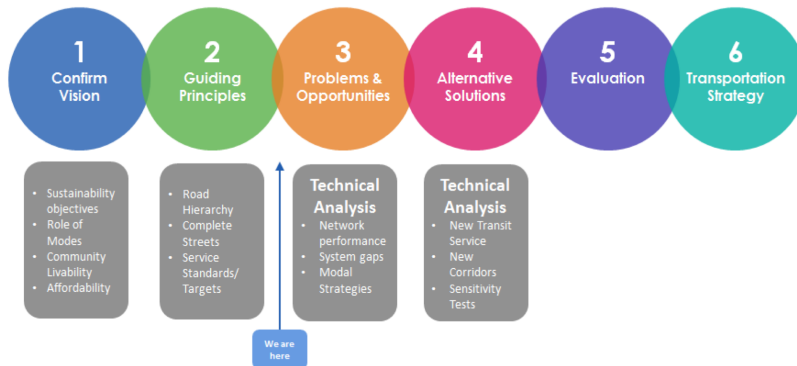 1
Confirm
Vision
2
Guiding
Principles
3
Problems &
Opportunities
4
Alternative
Solutions
5
Evaluation
6
Transportation
Strategy
• Sustainability
objectives
• Role of
Modes
• Community
Livability
• Affordability
• Road
Hierarchy
• Complete
Streets
• Service
Standards/
Targets
Technical
Analysis
• Network
performance
• System gaps
• Modal
Strategies
Technical
Analysis
• New Transit
Service
• New
Corridors
• Sensitivity
Tests
We are
here